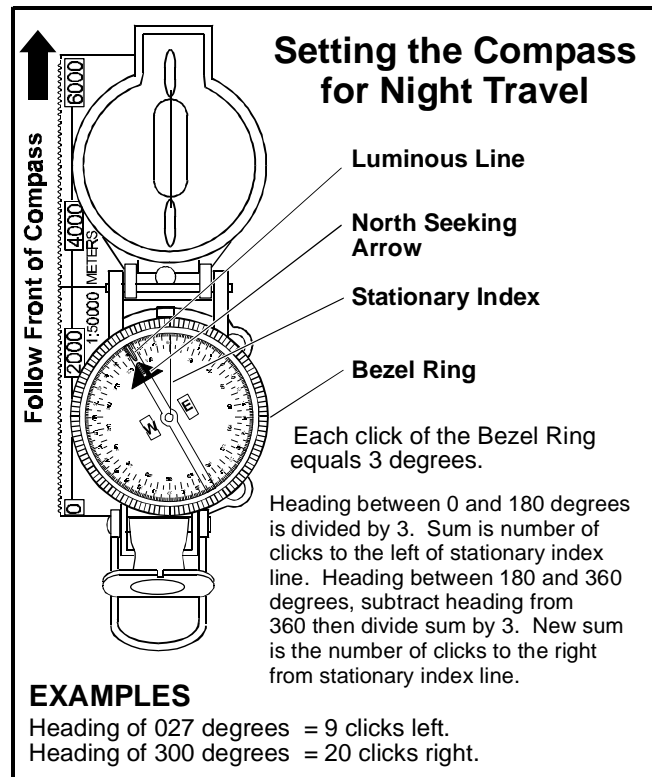 Setting the Compass
for Night Travel
Follow Front of Compass
6000
4000
2000
0
1:50000 METERS
Luminous Line
North Seeking
Arrow
Stationary Index
Bezel Ring
W
E
Each click of the Bezel Ring
equals 3 degrees.
Heading between 0 and 180 degrees
is divided by 3. Sum is number of
clicks to the left of stationary index
line. Heading between 180 and 360
degrees, subtract heading from
360 then divide sum by 3. New sum
is the number of clicks to the right
from stationary index line.
EXAMPLES
Heading of 027 degrees = 9 clicks left.
Heading of 300 degrees = 20 clicks right.